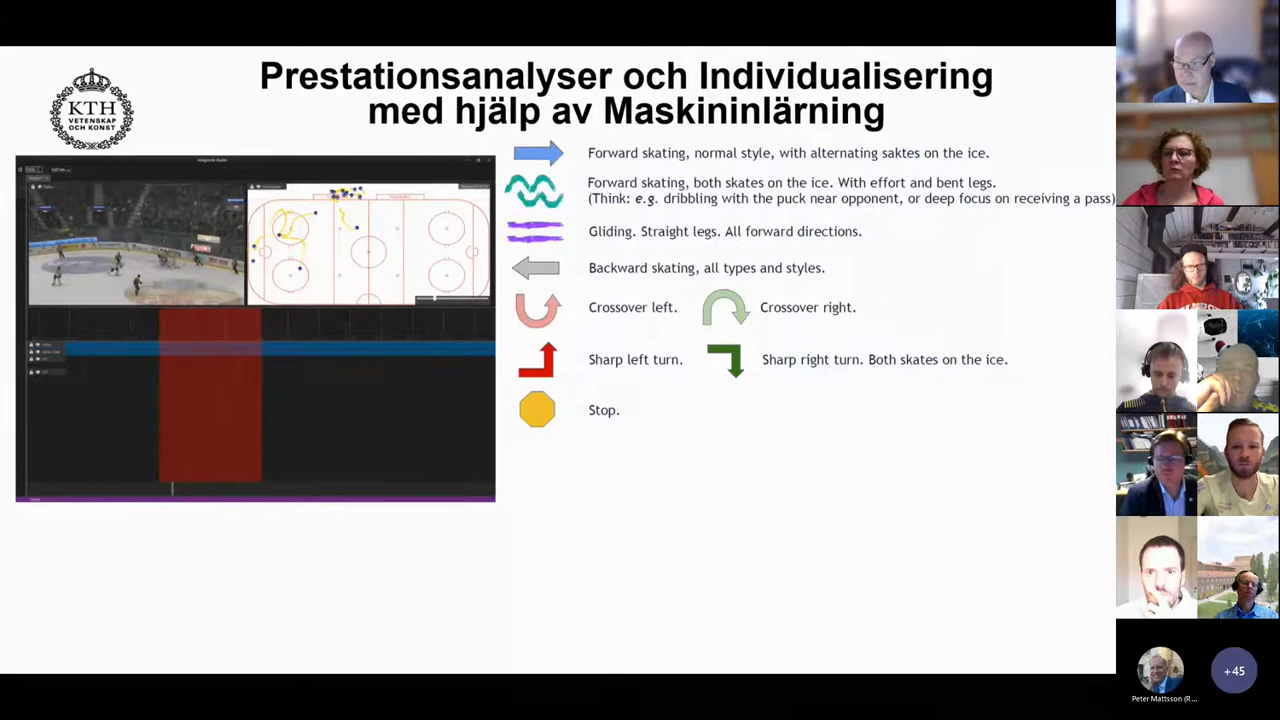 Prestationsanalyser och Individualisering
med hjälp av Maskininlärning
KTH
VETENSKAP
OCH KONST
Forward skating, normal style, with alternating saktes on the ice.
Forward skating, both skates on the ice. With effort and bent legs.
(Think: e.g. dribbling with the puck near opponent, or deep focus on receiving a pass)
Gliding. Straight legs. All forward directions.
Backward skating, all types and styles.
Crossover left.
Crossover right.
Sharp left turn.
Sharp right turn. Both skates on the ice.
Stop.
Peter Mattsson (R...
+45